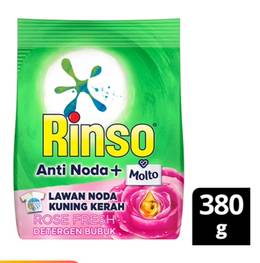 Rinso
Anti Noda + Molto
LAWAN NODA
KUNING KERAH
ROSE FRESH
DETERGEN BUBUK
380
g